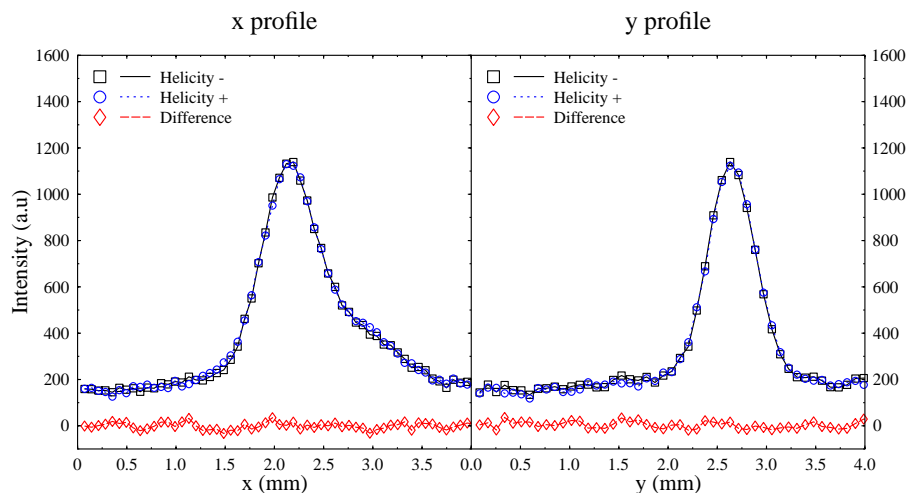 x profile
y profile
1600
1400
1200
1000
800
600
400
200
0
Intensity (a.u)
Helicity -
Helicity +
Difference
Helicity -
Helicity +
Difference
1600
1400
1200
1000
800
600
400
200
0
0 0.5 1.0 1.5 2.0 2.5 3.0 3.5 0.0 0.5 1.0 1.5 2.0 2.5 3.0 3.5 4.0
x (mm)
y (mm)